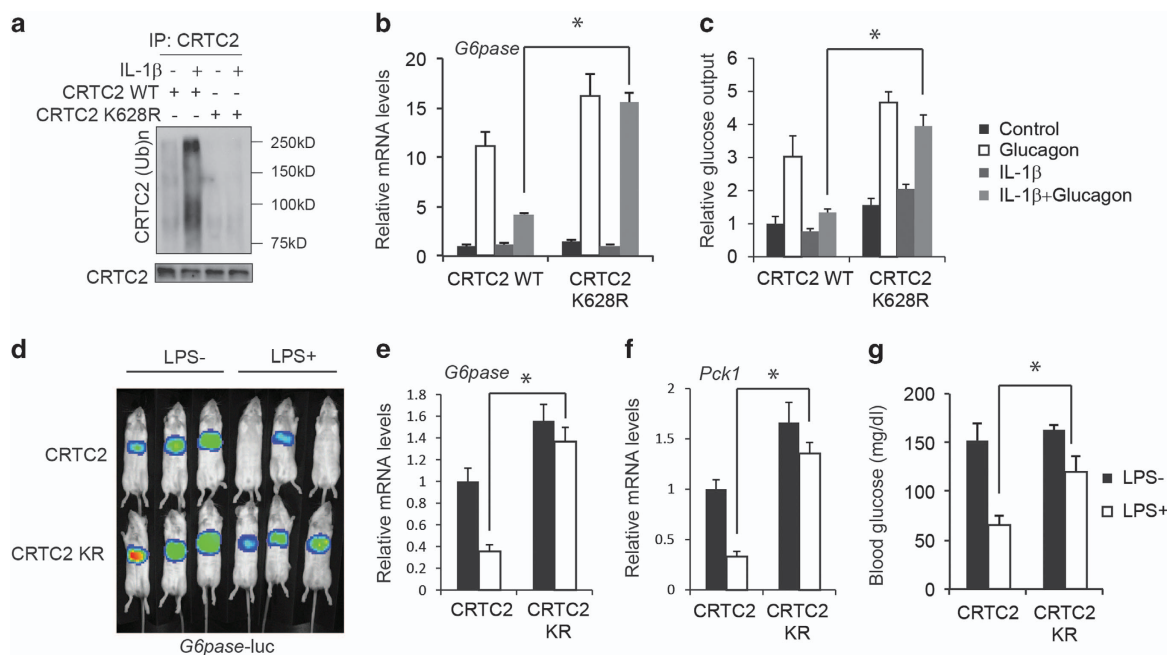 a
IP: CRTC2
IL-1β - + - +
CRTC2 WT + + - -
CRTC2 K628R - - + +
CRTC2 (Ub)n
250kD
150kD
100kD
75kD
CRTC2
b
G6pase
*
Relative mRNA levels
20
15
10
5
0
CRTC2 WT
CRTC2
K628R
c
*
Relative glucose output
6
5
4
3
2
1
0
CRTC2 WT
CRTC2
K628R
Control
Glucagon
IL-1β
IL-1β+Glucagon
d
LPS- LPS+
CRTC2
CRTC2 KR
G6pase-luc
e
G6pase
*
Relative mRNA levels
1.8
1.6
1.4
1.2
1
0.8
0.6
0.4
0.2
0
CRTC2
CRTC2
KR
f
Pck1
*
Relative mRNA levels
2
1.5
1
0.5
0
CRTC2
CRTC2
KR
g
*
Blood glucose (mg/dl)
200
150
100
50
0
CRTC2
CRTC2
KR
LPS-
LPS+